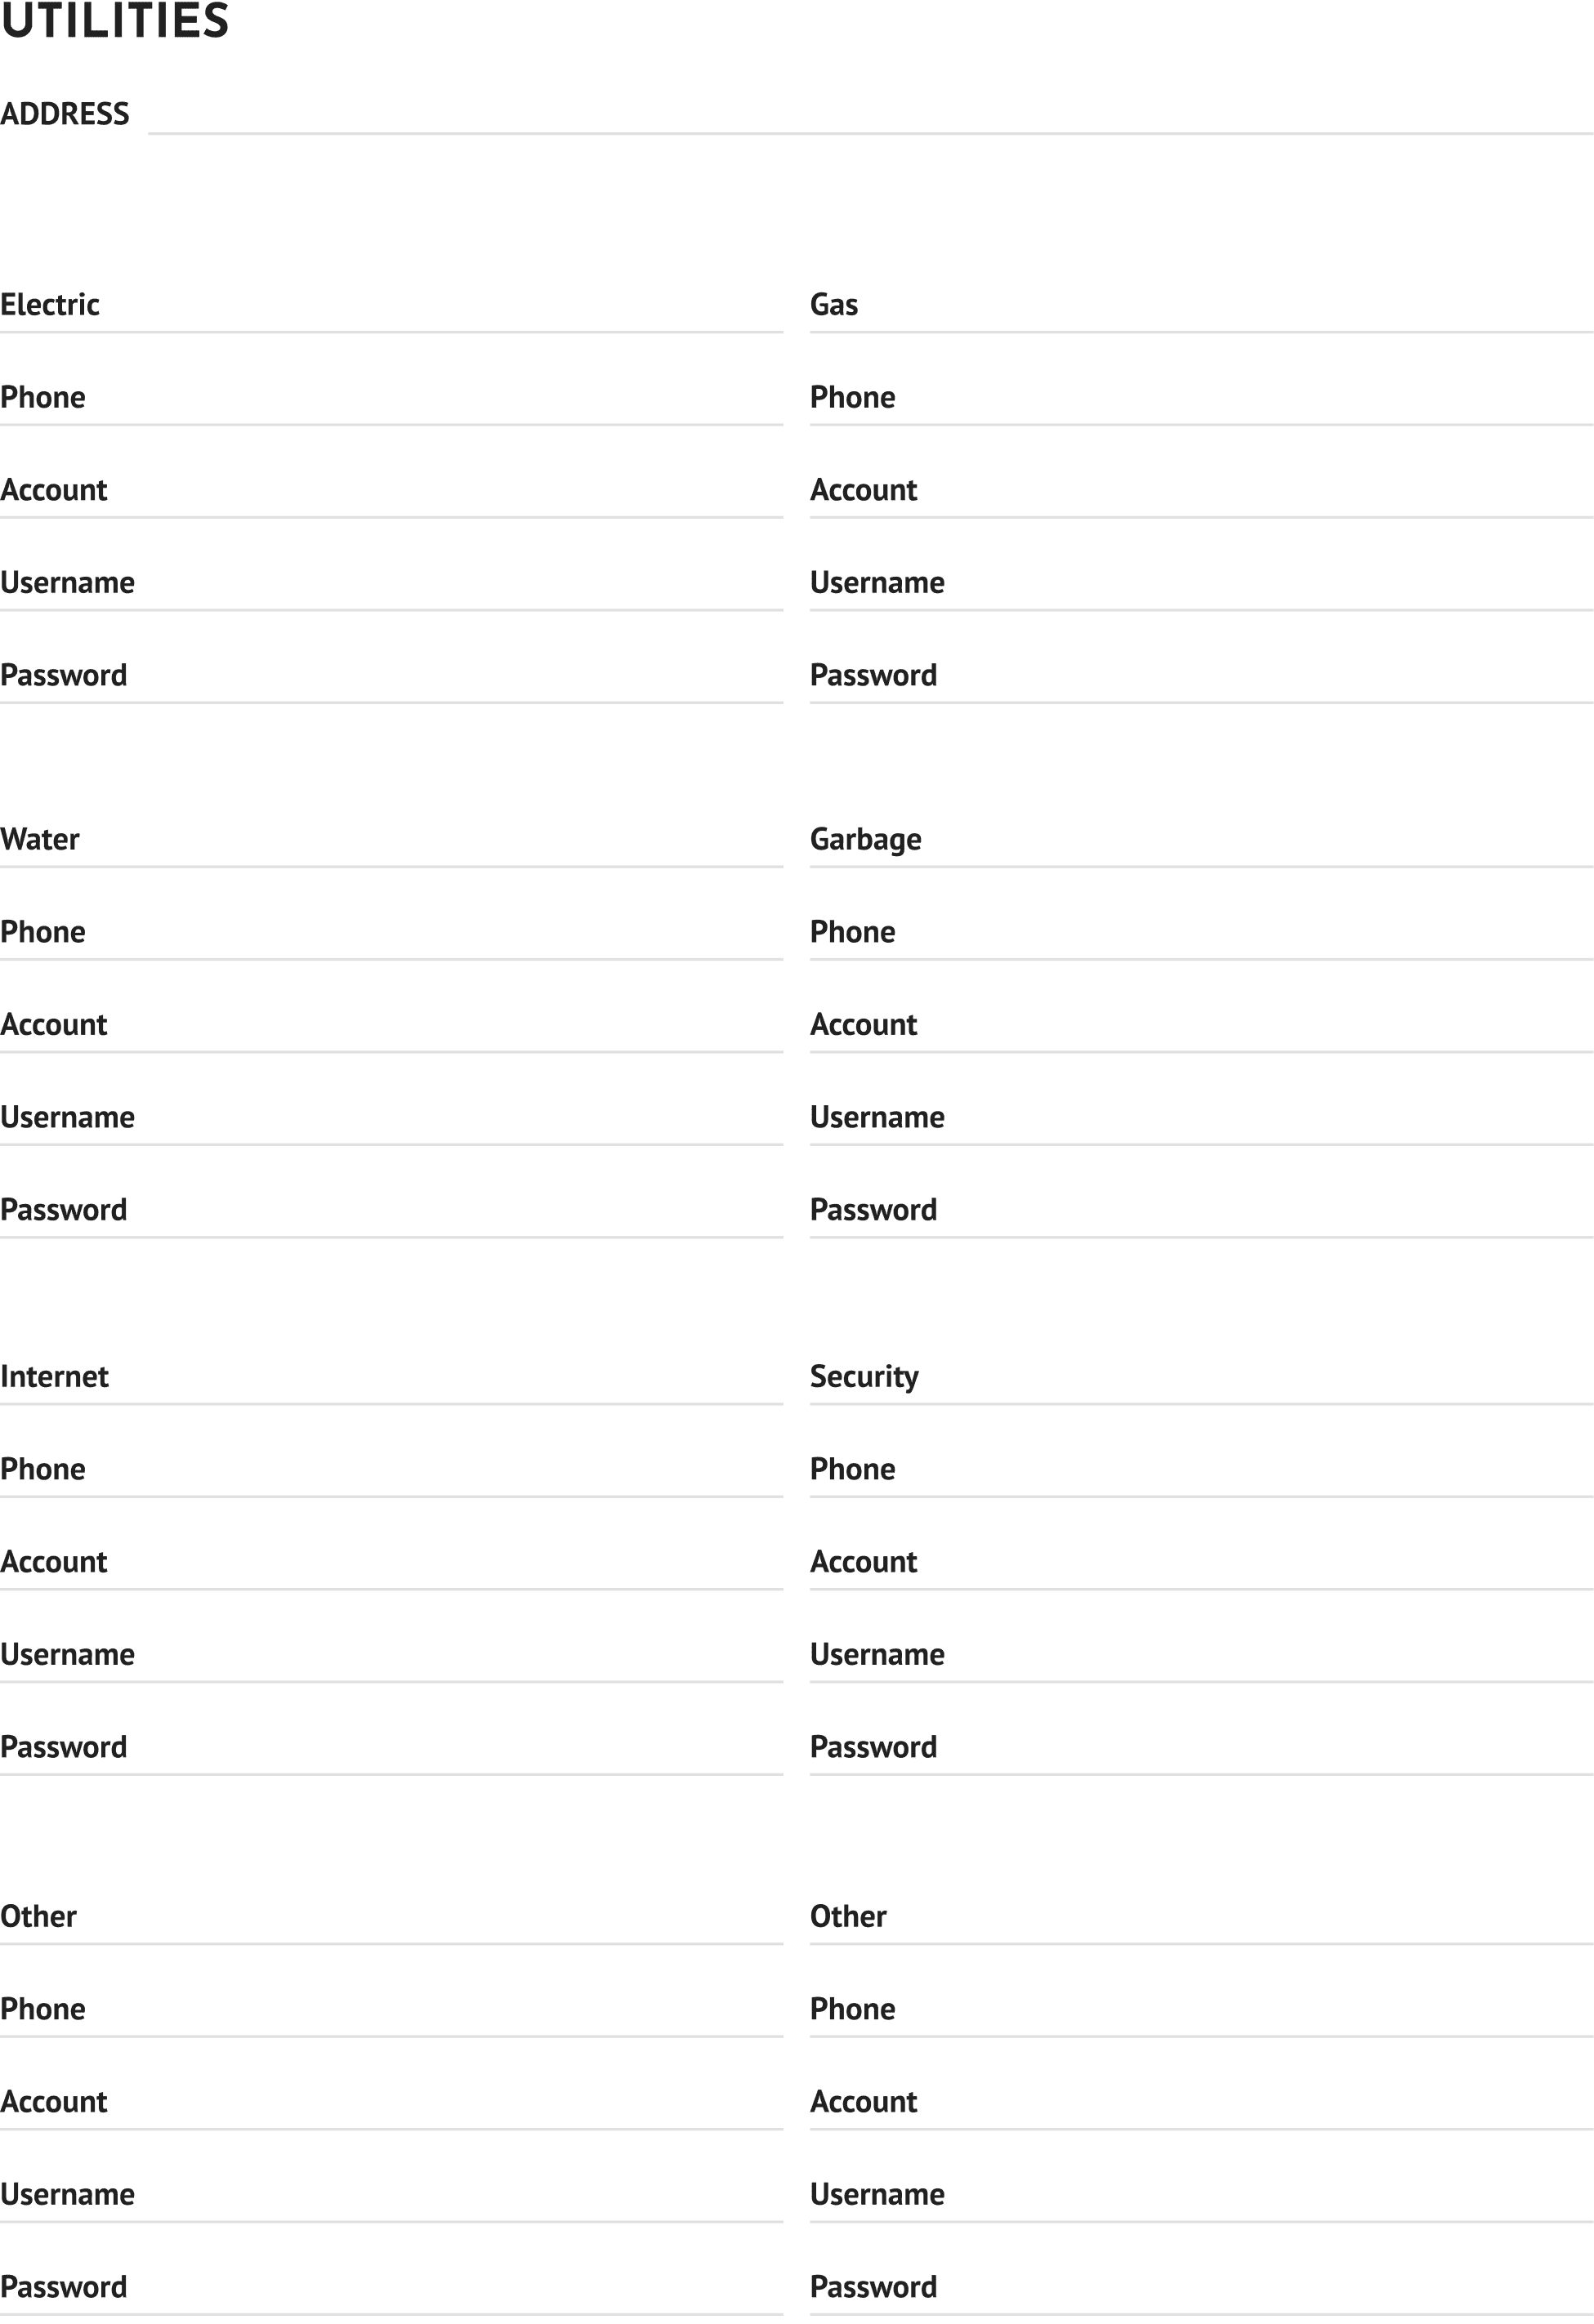 UTILITIES
ADDRESS
Electric
Phone
Account
Username
Password
Gas
Phone
Account
Username
Password
Water
Phone
Account
Username
Password
Garbage
Phone
Account
Username
Password
Internet
Phone
Account
Username
Password
Security
Phone
Account
Username
Password
Other
Phone
Account
Username
Password
Other
Phone
Account
Username
Password